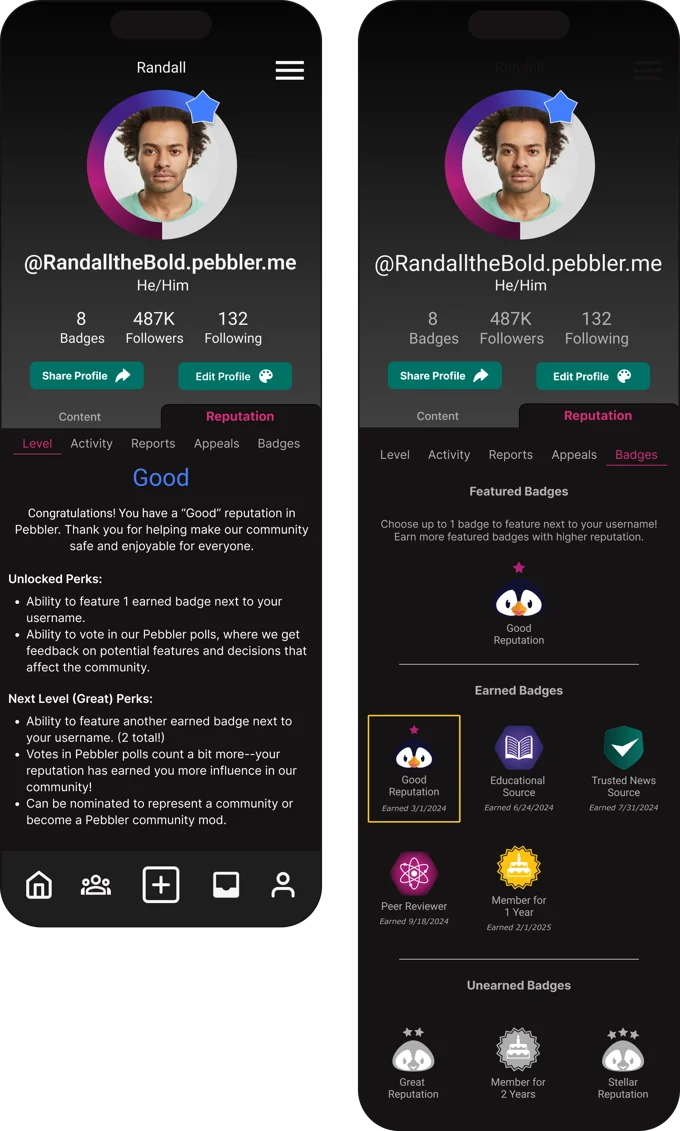 Randall
@RandalltheBold.pebbler.me
He/Him
8
Badges
487K
Followers
132
Following
Share Profile
Edit Profile
Content
Reputation
Level
Activity
Reports
Appeals
Badges
Good
Congratulations! You have a “Good” reputation in
Pebbler. Thank you for helping make our community
safe and enjoyable for everyone.
Unlocked Perks:
• Ability to feature 1 earned badge next to your
username.
• Ability to vote in our Pebbler polls, where we get
feedback on potential features and decisions that
affect the community.
Next Level (Great) Perks:
• Ability to feature another earned badge next to
your username. (2 total!)
• Votes in Pebbler polls count a bit more--your
reputation has earned you more influence in our
community!
• Can be nominated to represent a community or
become a Pebbler community mod.
Randall
@RandalltheBold.pebbler.me
He/Him
8
Badges
487K
Followers
132
Following
Share Profile
Edit Profile
Content
Reputation
Level
Activity
Reports
Appeals
Badges
Featured Badges
Choose up to 1 badge to feature next to your username!
Earn more featured badges with higher reputation.
Good
Reputation
Earned Badges
Good
Reputation
Earned 3/1/2024
Educational
Source
Earned 6/24/2024
Trusted News
Source
Earned 7/31/2024
Peer Reviewer
Earned 9/18/2024
Member for
1 Year
Earned 2/1/2025
Unearned Badges
Great
Reputation
Member for
2 Years
Stellar
Reputation